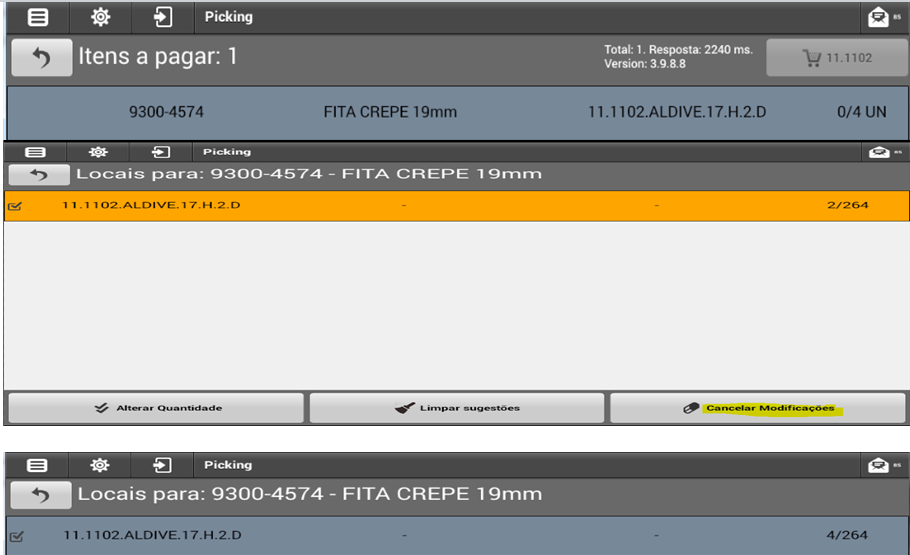 Picking
BS
Itens a pagar: 1
Total: 1. Resposta: 2240 ms.
Version: 3.9.8.8
11.1102
9300-4574 FITA CREPE 19mm 11.1102.ALDIVE.17.H.2.D 0/4 UN
Picking
BS
Locais para: 9300-4574 - FITA CREPE 19mm
11.1102.ALDIVE.17.H.2.D - - 2/264
Alterar Quantidade Limpar sugestões Cancelar Modificações
Picking
BS
Locais para: 9300-4574 - FITA CREPE 19mm
11.1102.ALDIVE.17.H.2.D - - 4/264